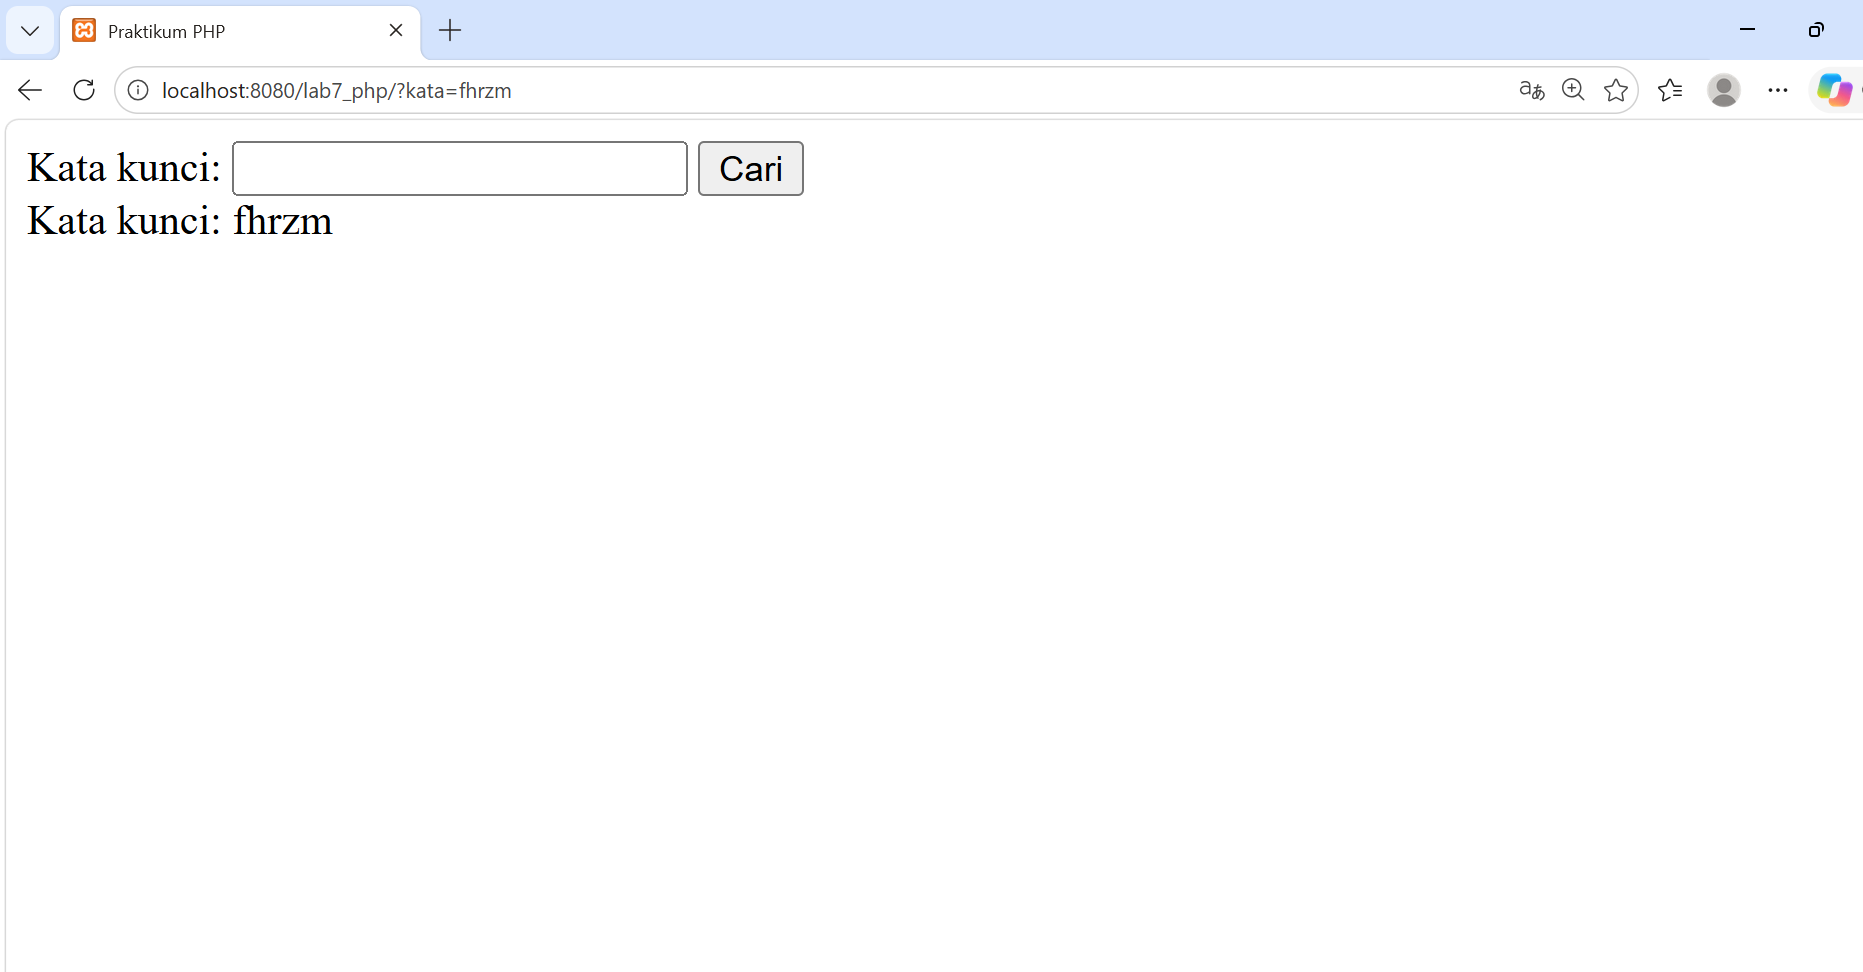 Praktikum PHP
localhost:8080/lab7_php/?kata=fhrzm
Kata kunci: Cari
Kata kunci: fhrzm